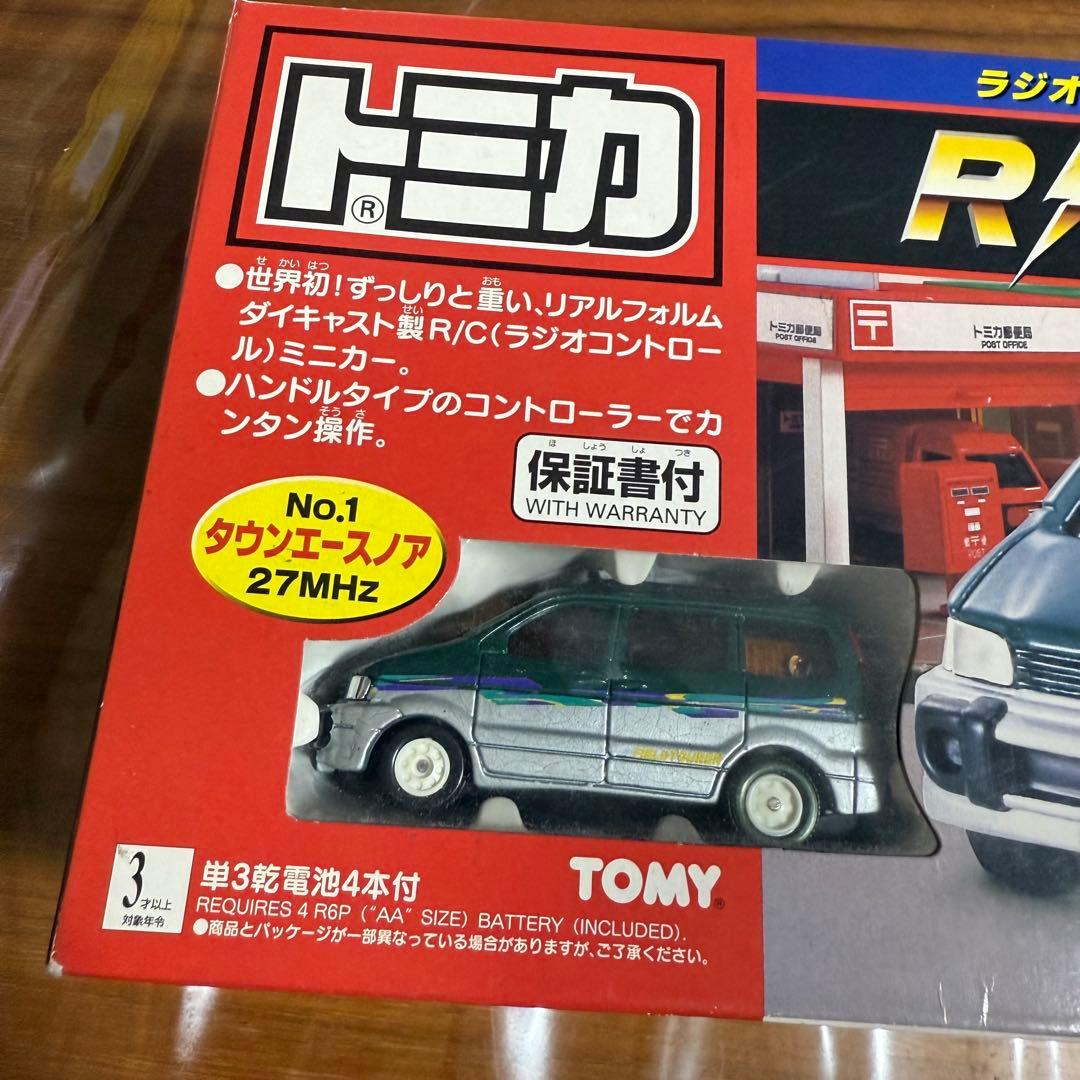 トミカ
®
ラジオ
R
●世界初!ずっしりと重い、リアルフォルム
ダイキャスト製R/C(ラジオコントロー
ル)ミニカー。
●ハンドルタイプのコントローラーでカ
ンタン操作。
保証書付
WITH WARRANTY
No.1
タウンエースノア
27MHz
トミカ郵便局
POST OFFICE
〒
トミカ郵便局
POST OFFICE
POST
FIELDTOURER
3
才以上
対象年令
単3乾電池4本付
REQUIRES 4 R6P ("AA" SIZE) BATTERY (INCLUDED).
●商品とパッケージが一部異なっている場合がありますが、ご了承ください。
TOMY®